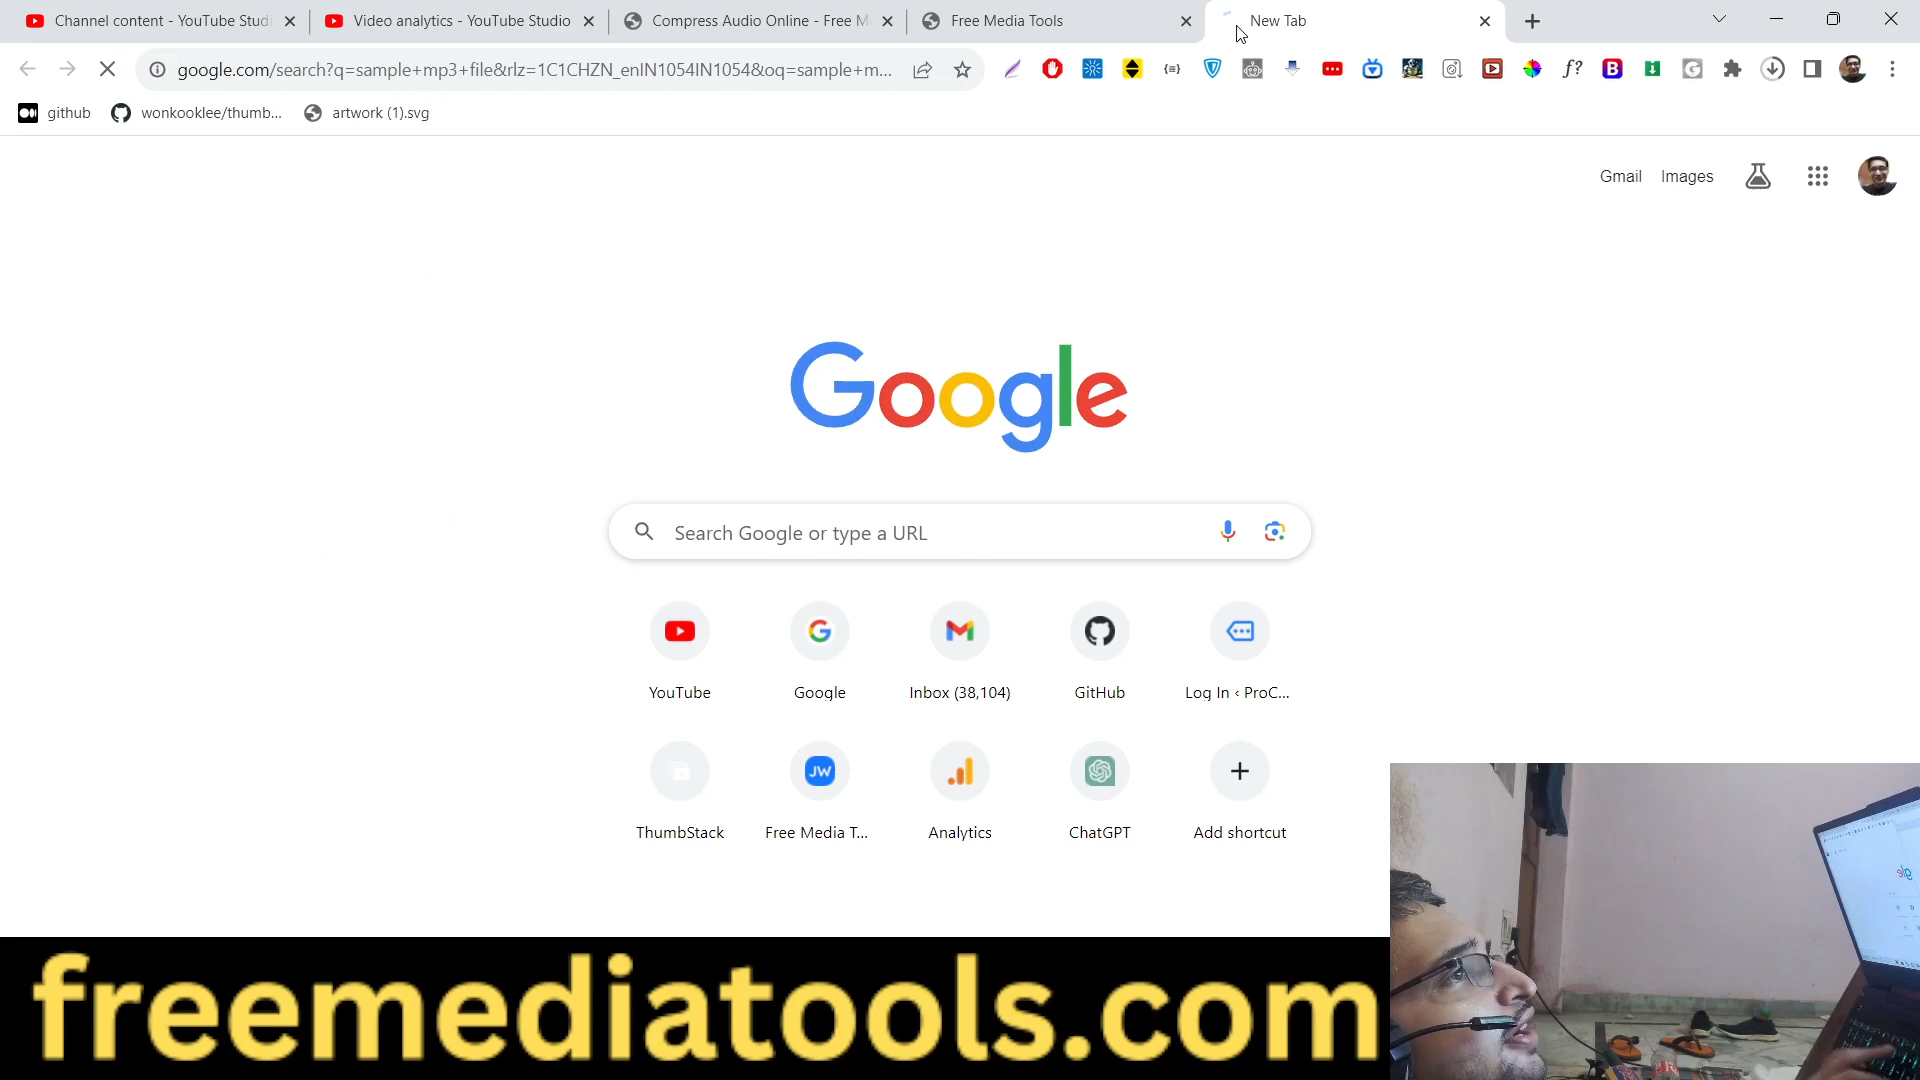 Channel content - YouTube Studi
Video analytics - YouTube Studio
Compress Audio Online - Free M
Free Media Tools
New Tab
google.com/search?q=sample+mp3+file&rlz=1C1CHZN_enIN1054IN1054&oq=sample+m...
github
wonkooklee/thumb...
artwork (1).svg
Gmail
Images
Google
Search Google or type a URL
YouTube
Google
Inbox (38,104)
GitHub
Log In ‹ ProC...
JW
ThumbStack
Free Media T...
Analytics
ChatGPT
Add shortcut
freemediatools.com